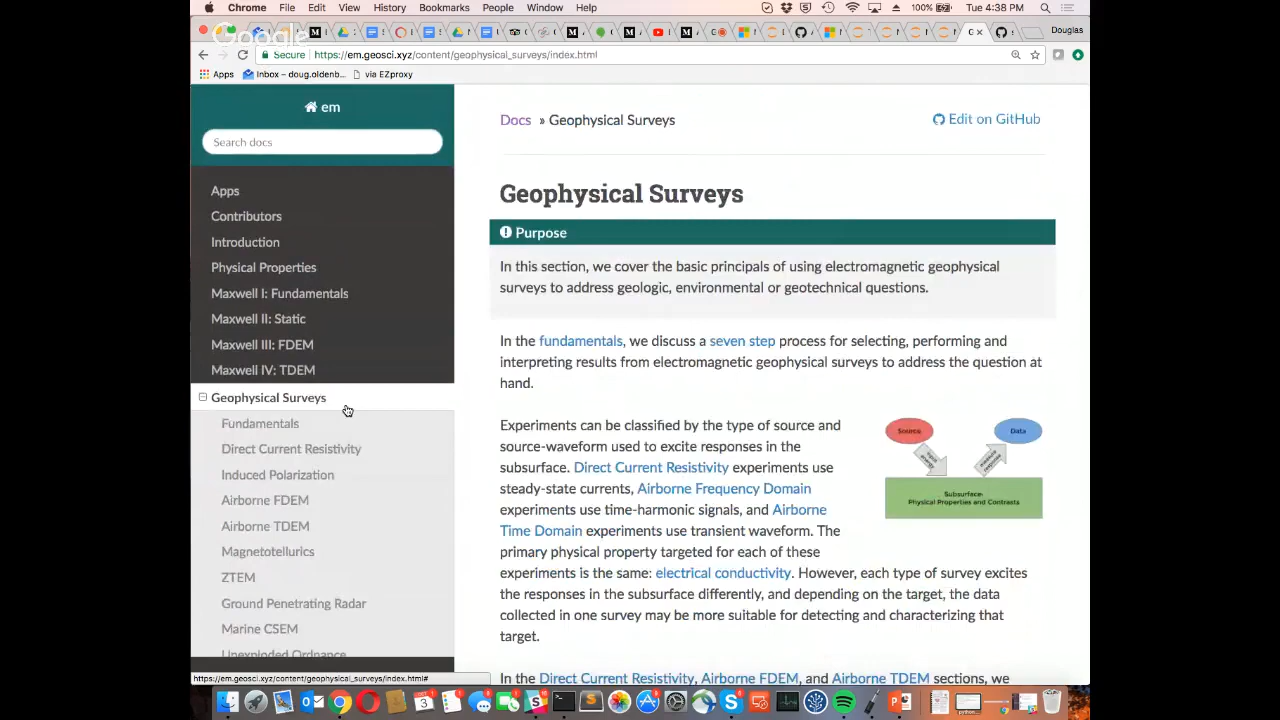 Chrome File Edit View History Bookmarks People Window Help 100% Tue 4:38 PM
Google
Douglas
Secure https://em.geosci.xyz/content/geophysical_surveys/index.html
Apps Inbox – doug.oldenb... via EZproxy
em
Search docs
Apps
Contributors
Introduction
Physical Properties
Maxwell I: Fundamentals
Maxwell II: Static
Maxwell III: FDEM
Maxwell IV: TDEM
Geophysical Surveys
Fundamentals
Direct Current Resistivity
Induced Polarization
Airborne FDEM
Airborne TDEM
Magnetotellurics
ZTEM
Ground Penetrating Radar
Marine CSEM
Unexploded Ordnance
Docs » Geophysical Surveys
Edit on GitHub
Geophysical Surveys
Purpose
In this section, we cover the basic principals of using electromagnetic geophysical
surveys to address geologic, environmental or geotechnical questions.
In the fundamentals, we discuss a seven step process for selecting, performing and
interpreting results from electromagnetic geophysical surveys to address the question at
hand.
Experiments can be classified by the type of source and
source-waveform used to excite responses in the
subsurface. Direct Current Resistivity experiments use
steady-state currents, Airborne Frequency Domain
experiments use time-harmonic signals, and Airborne
Time Domain experiments use transient waveform. The
primary physical property targeted for each of these
experiments is the same: electrical conductivity. However, each type of survey excites
the responses in the subsurface differently, and depending on the target, the data
collected in one survey may be more suitable for detecting and characterizing that
target.
Source
Data
Subsurface:
Physical Properties and Contrasts
In the Direct Current Resistivity, Airborne FDEM, and Airborne TDEM sections, we
https://em.geosci.xyz/content/geophysical_surveys/index.html#